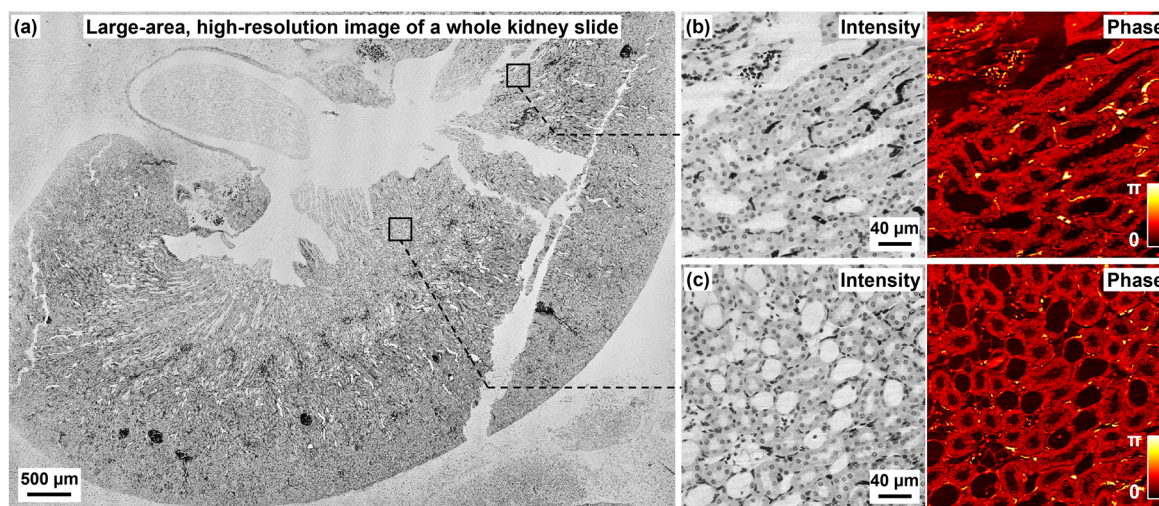 (a) Large-area, high-resolution image of a whole kidney slide
500 μm
(b) Intensity
40 μm
Phase
π
0
(c) Intensity
40 μm
Phase
π
0